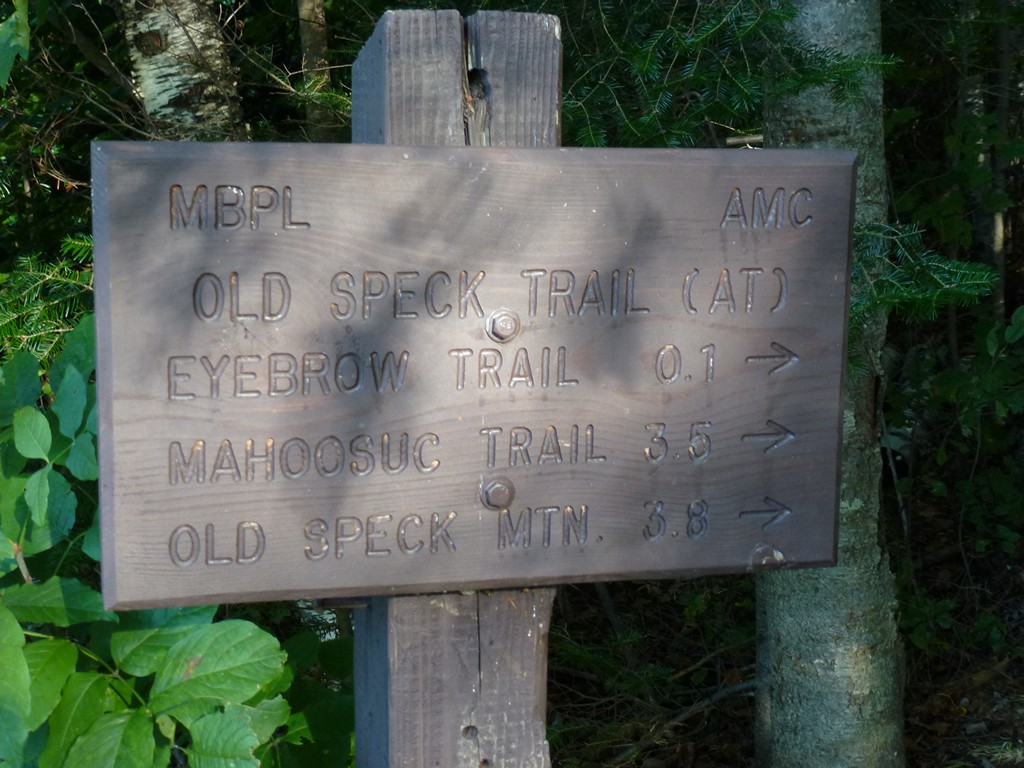 MBPL AMC
OLD SPECK TRAIL (AT)
EYEBROW TRAIL 0.1 →
MAHOOSUC TRAIL 3.5 →
OLD SPECK MTN. 3.8 →